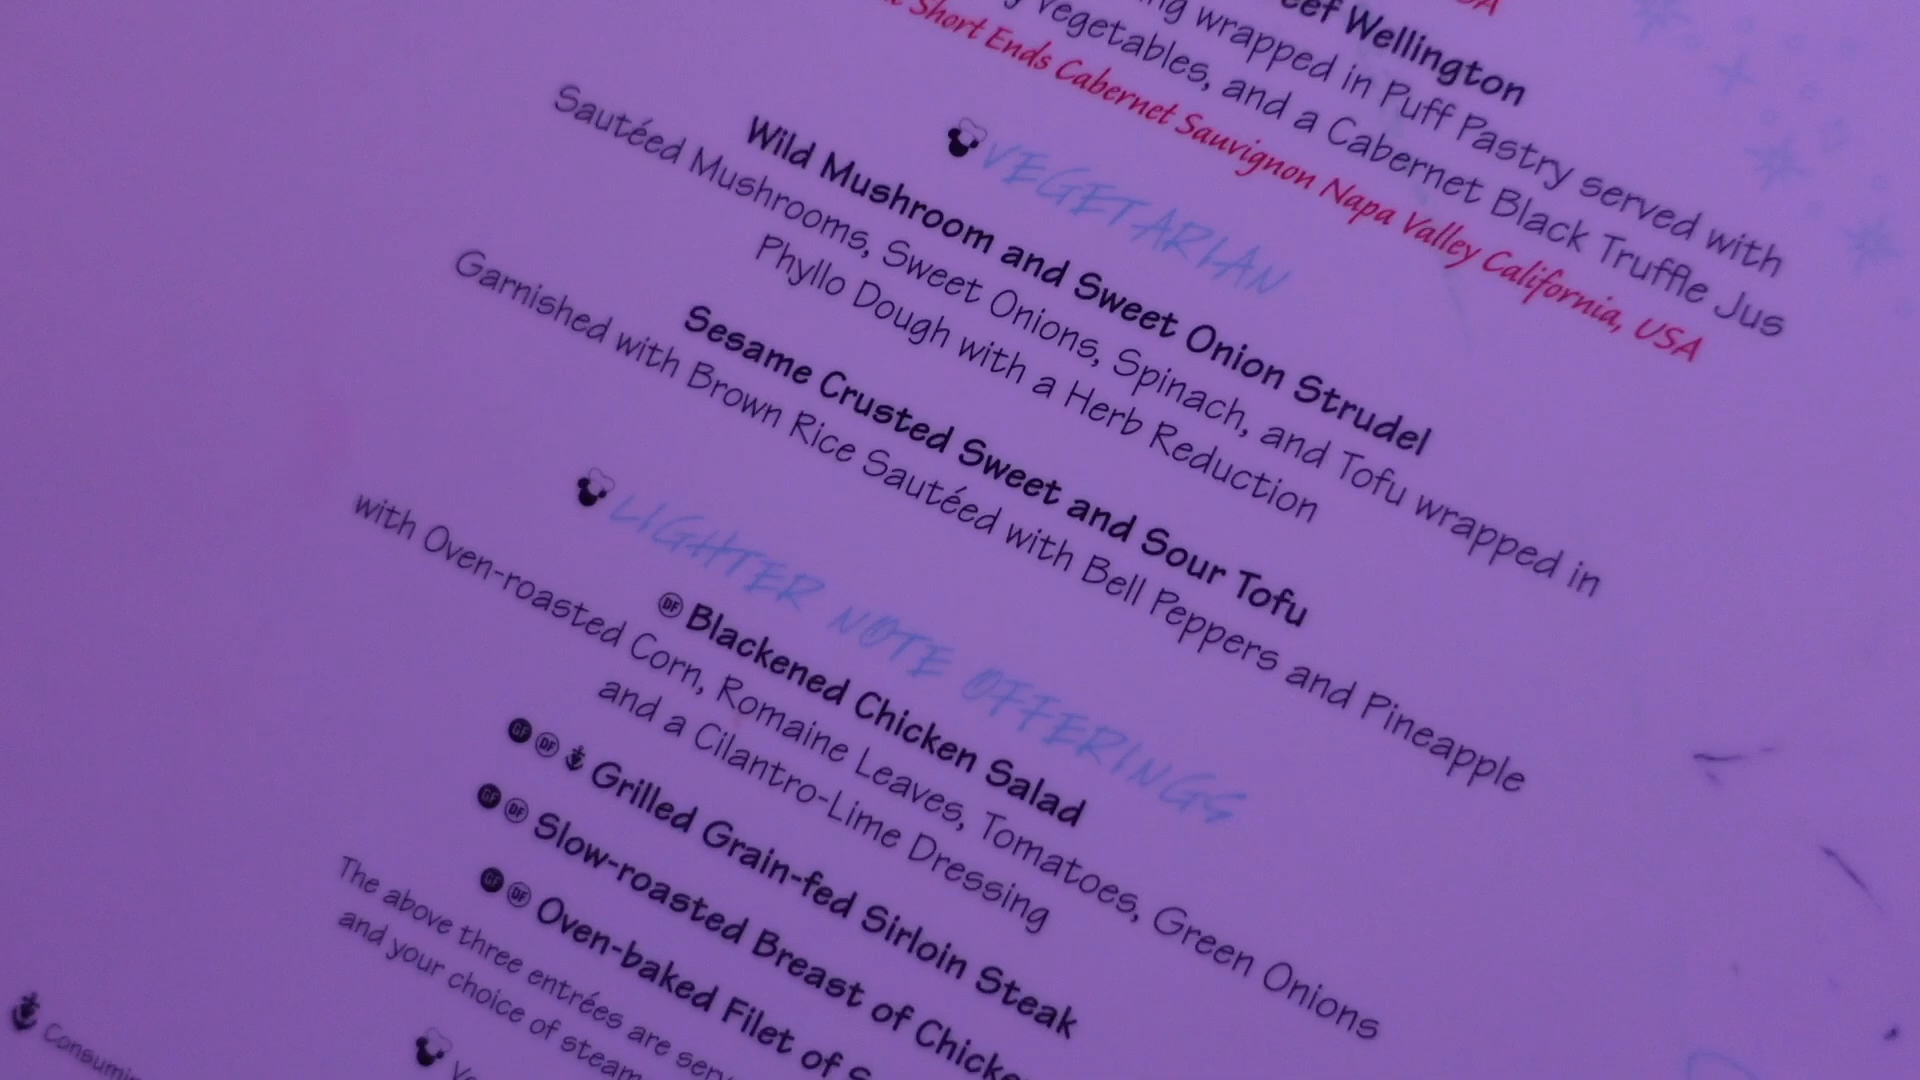 Wellington
wrapped in Puff Pastry served with
Vegetables, and a Cabernet Black Truffle Jus
Short Ends Cabernet Sauvignon Napa Valley California, USA
VEGETARIAN
Wild Mushroom and Sweet Onion Strudel
Sautéed Mushrooms, Sweet Onions, Spinach, and Tofu wrapped in
Phyllo Dough with a Herb Reduction
Sesame Crusted Sweet and Sour Tofu
Garnished with Brown Rice Sautéed with Bell Peppers and Pineapple
LIGHTER NOTE OFFERINGS
DF Blackened Chicken Salad
with Oven-roasted Corn, Romaine Leaves, Tomatoes, Green Onions
and a Cilantro-Lime Dressing
GF DF Grilled Grain-fed Sirloin Steak
GF DF Slow-roasted Breast of
GF DF Oven-baked Filet of
The above three entrées are
and your choice of